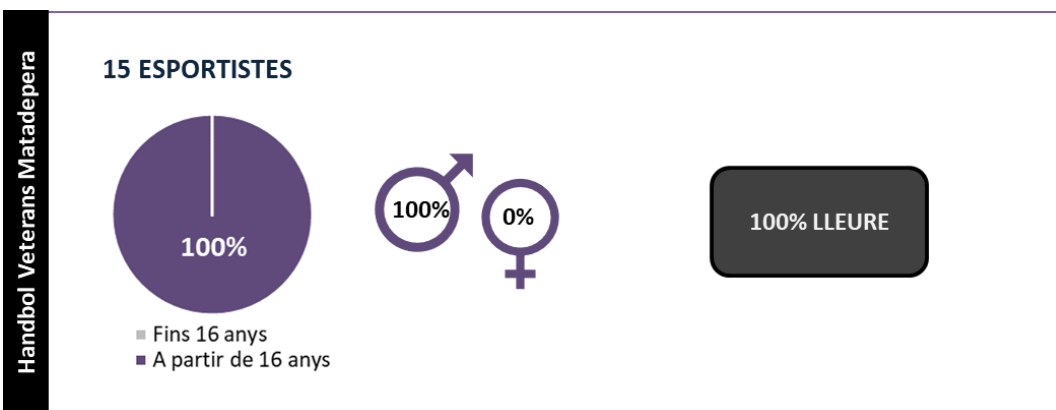 Handbol Veterans Matadepera
15 ESPORTISTES
100%
Fins 16 anys
A partir de 16 anys
100%
0%
100% LLEURE